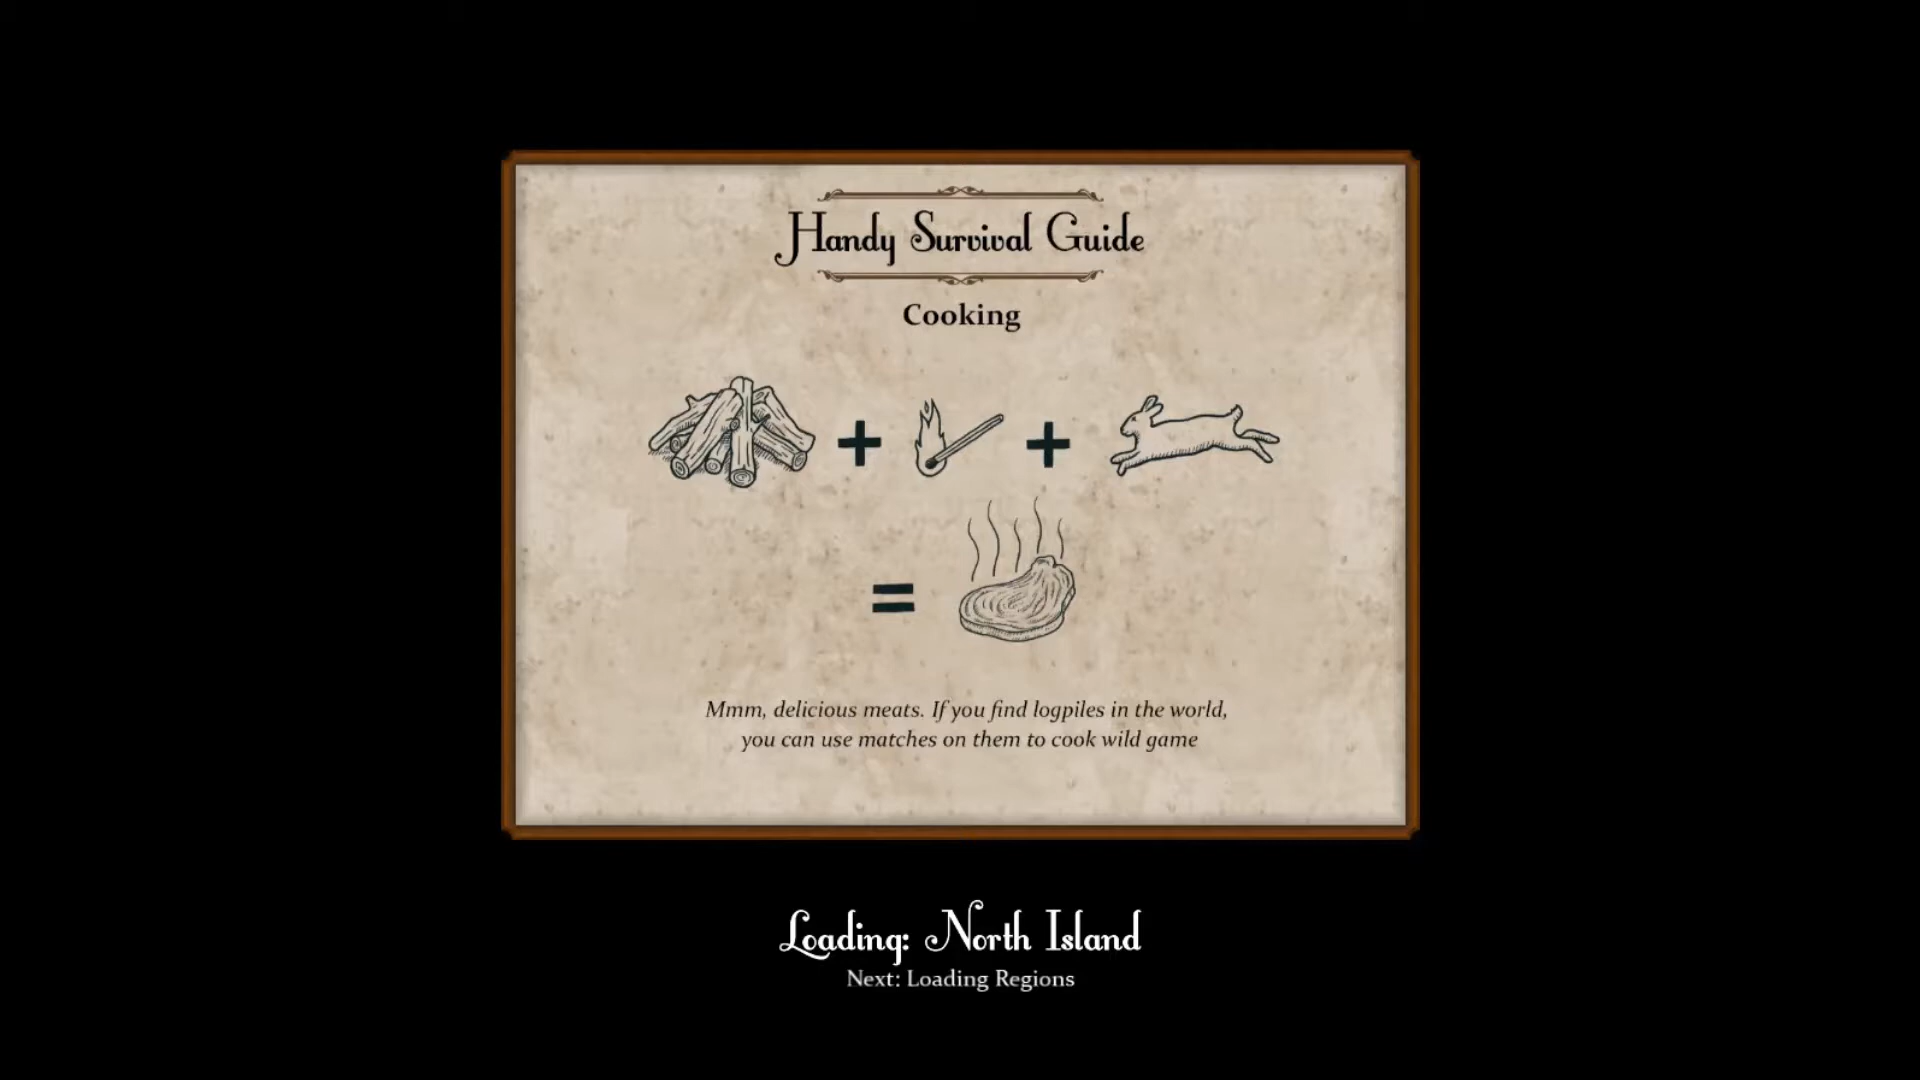 Handy Survival Guide
Cooking
+ +
=
Mmm, delicious meats. If you find logpiles in the world,
you can use matches on them to cook wild game
Loading: North Island
Next: Loading Regions